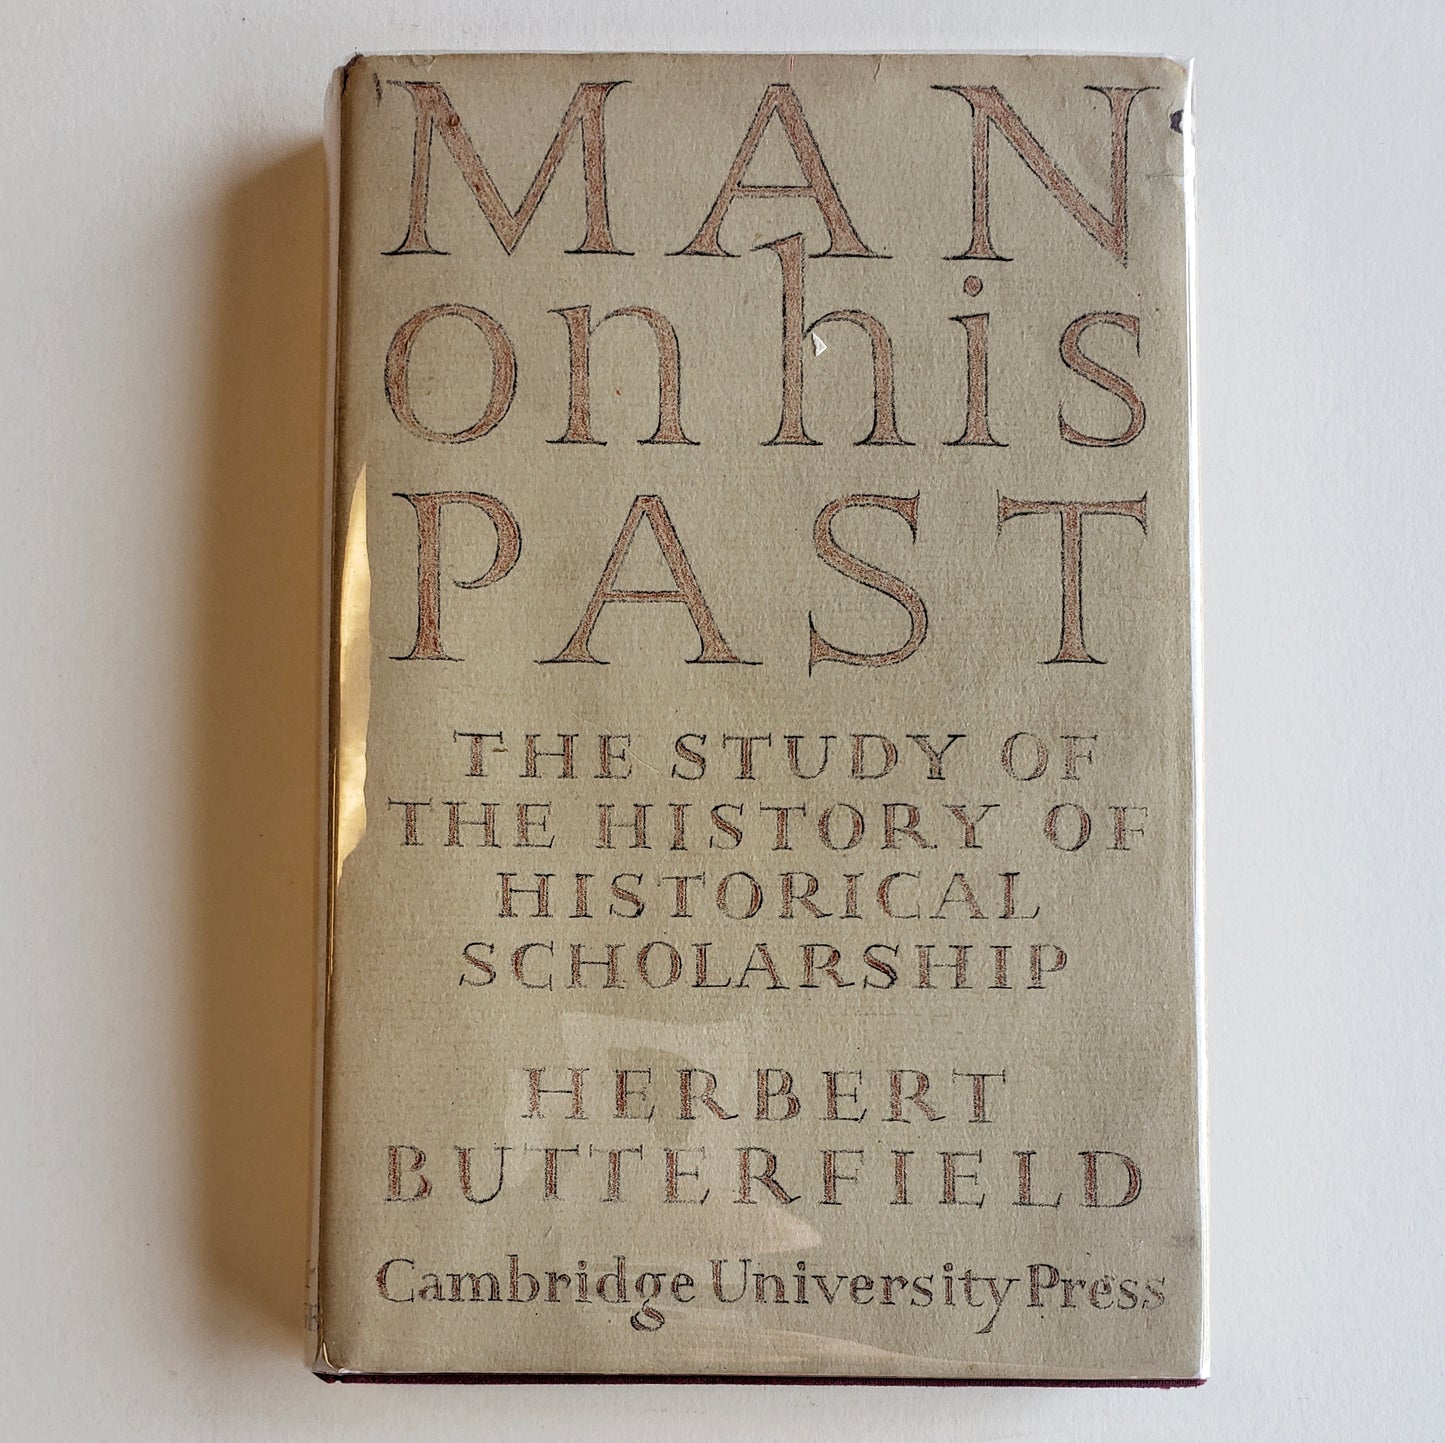 MAN
on his
PAST
THE STUDY OF
THE HISTORY OF
HISTORICAL
SCHOLARSHIP
HERBERT
BUTTERFIELD
Cambridge University Press